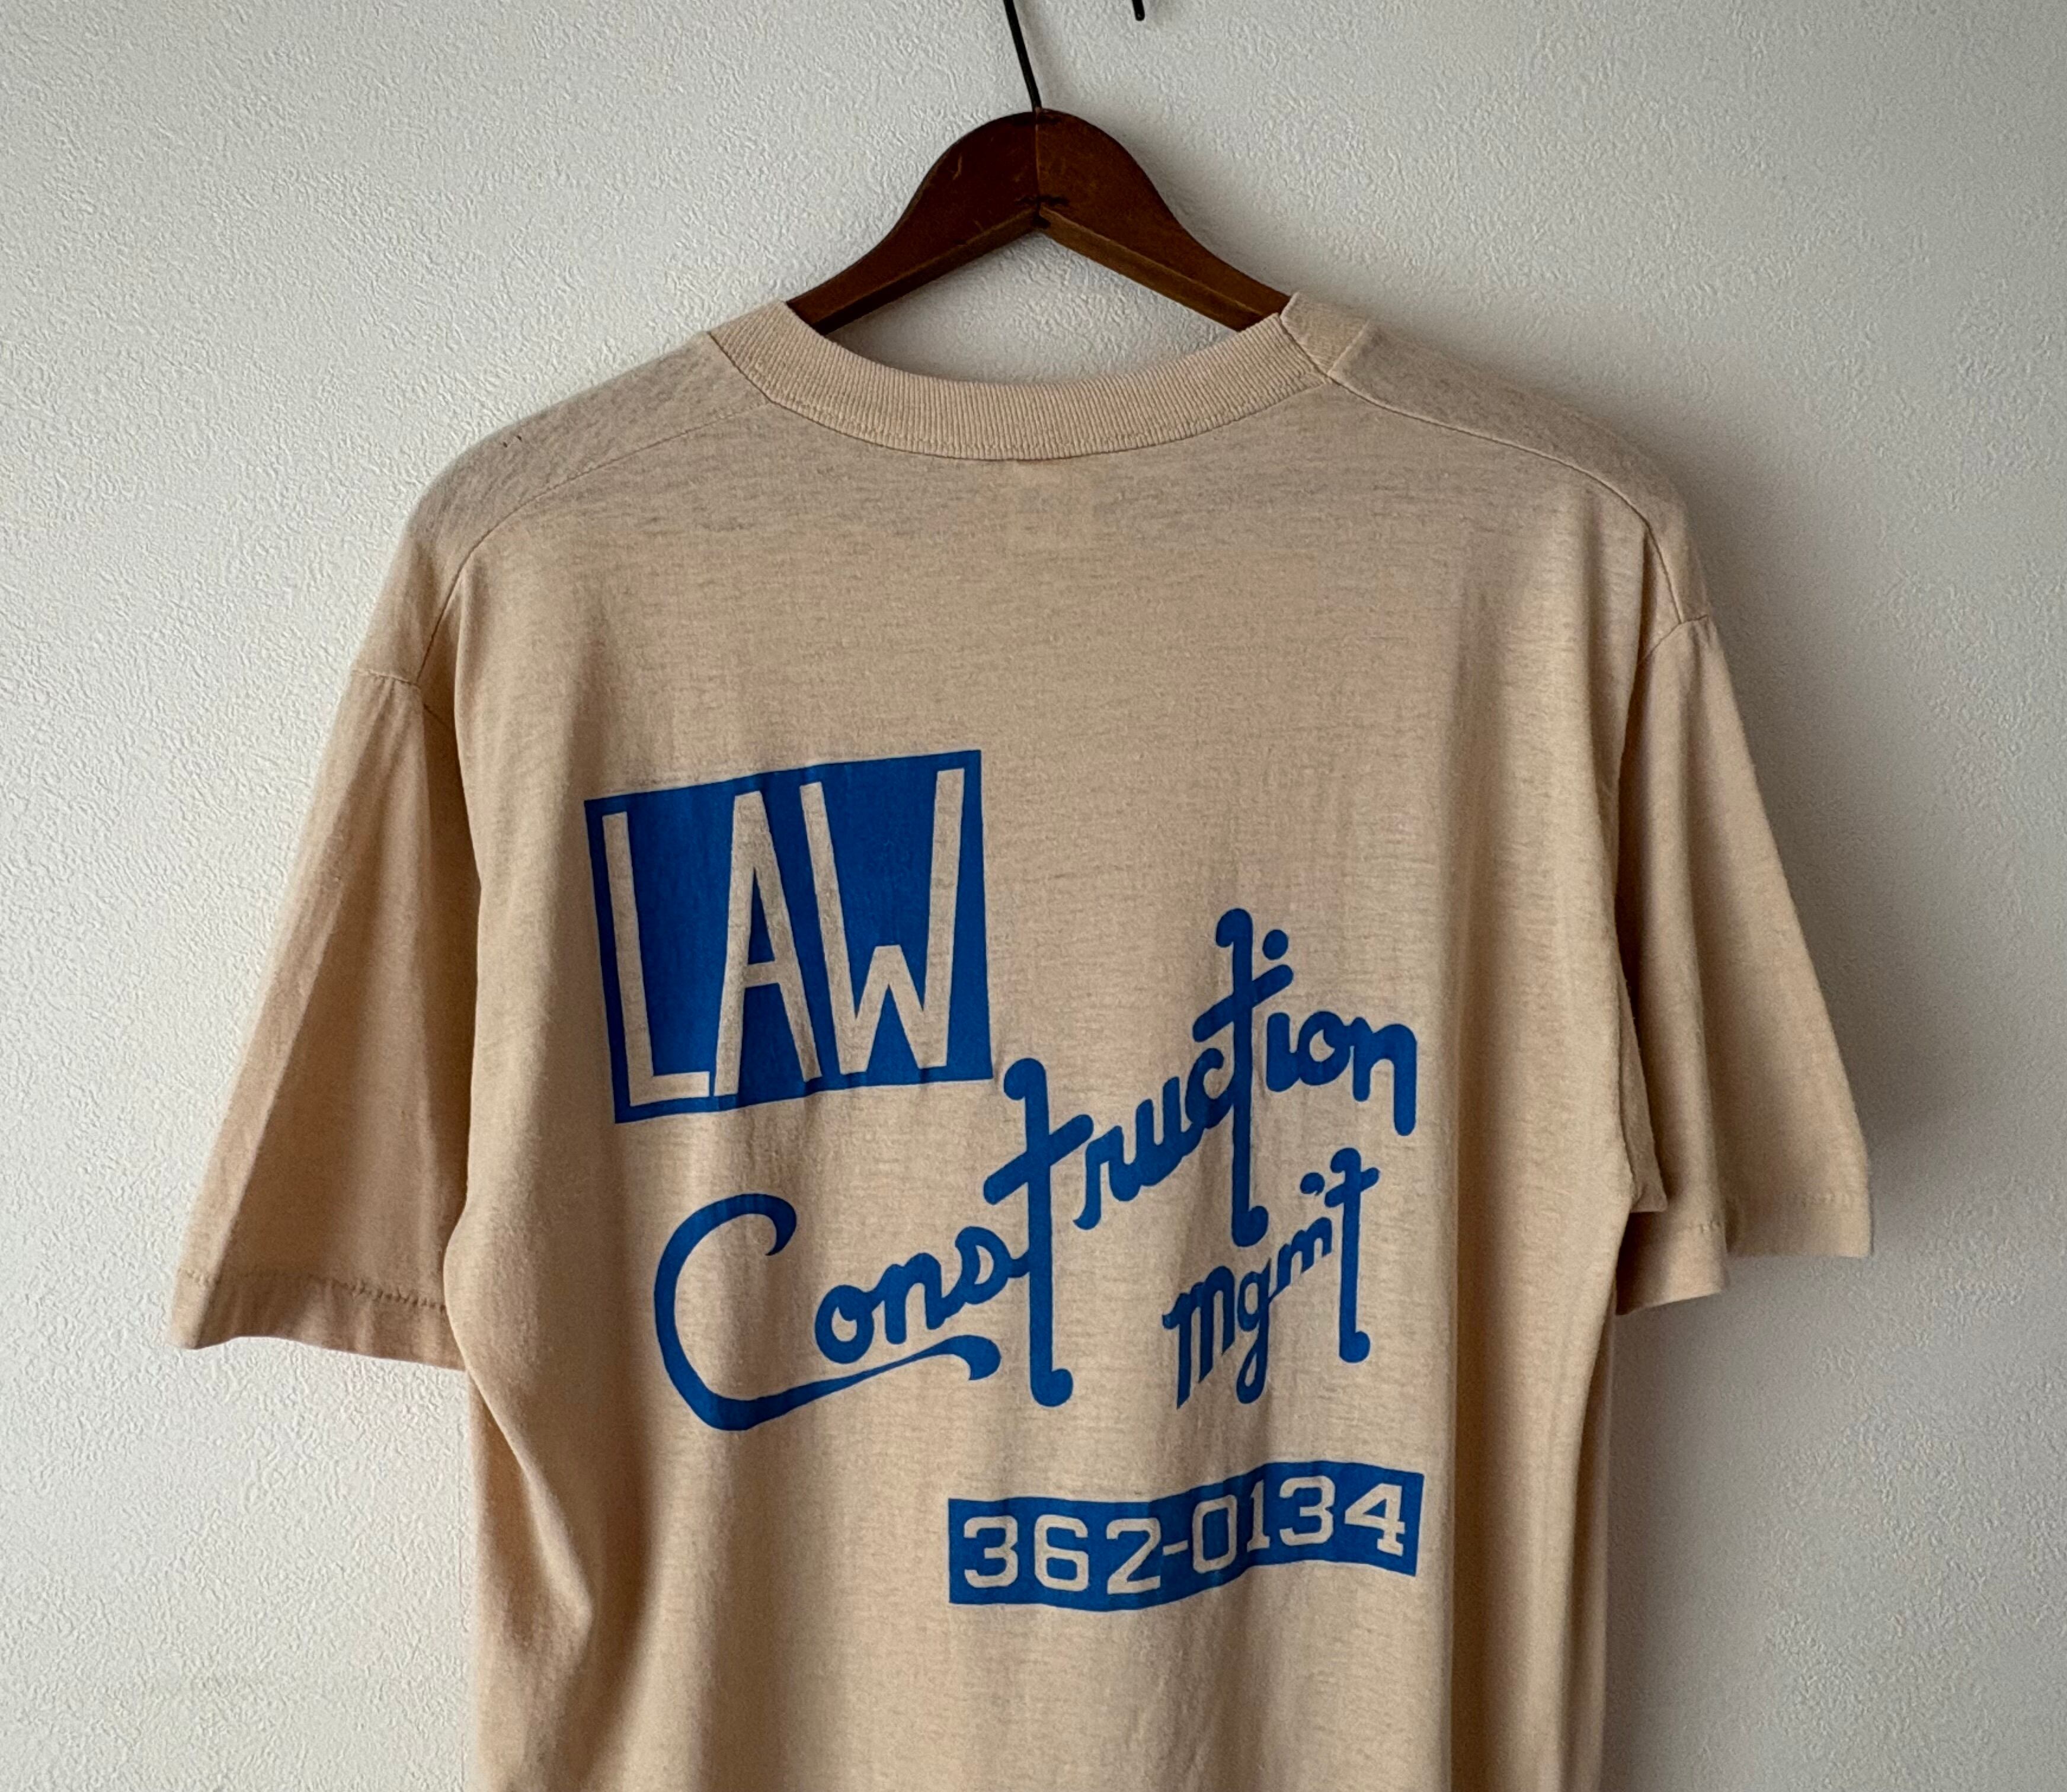 LAW
Construction
Mgm't
362-0134